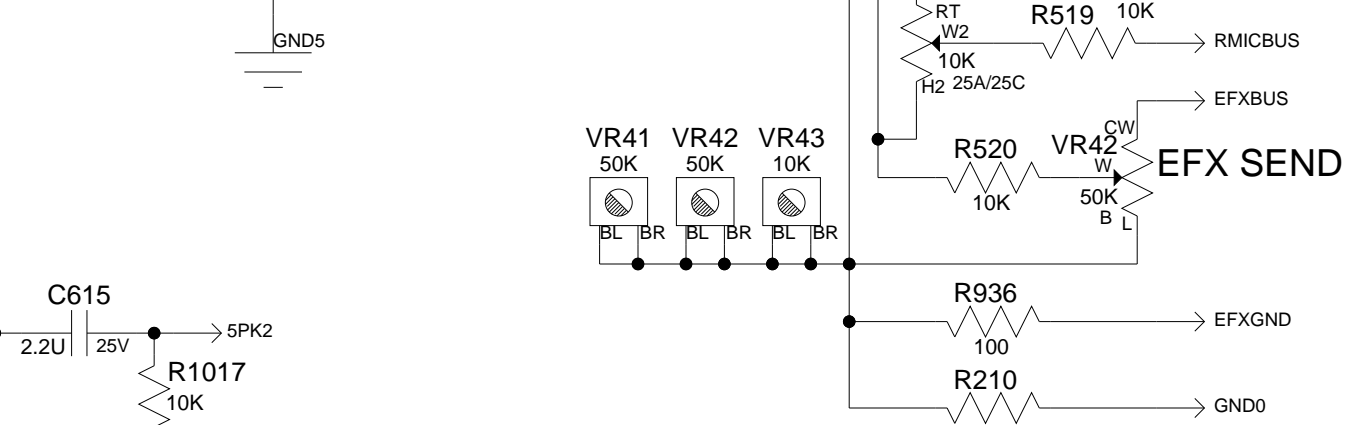 GND5
RT
W2
10K
H2 25A/25C
R519 10K
RMICBUS
EFXBUS
VR41 VR42 VR43
50K 50K 10K
BL BR BL BR BL BR
R520
10K
VR42 CW
W
50K
B L
EFX SEND
C615
2.2U 25V
5PK2
R1017
10K
R936
100
EFXGND
R210
GND0